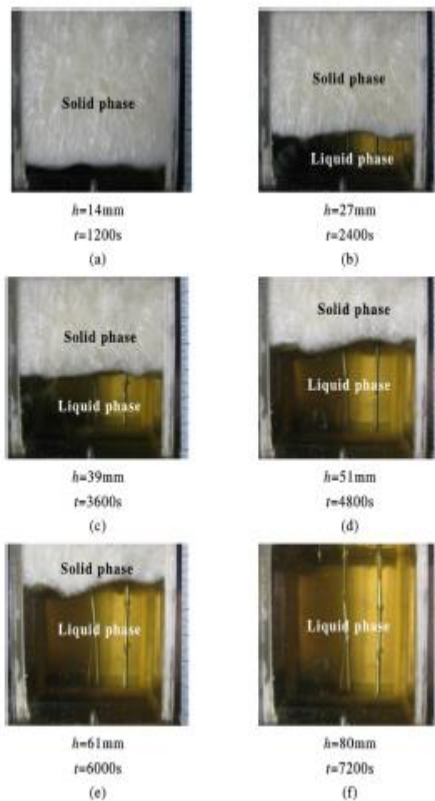 Solid phase
h=14mm
t=1200s
(a)
Solid phase
Liquid phase
h=27mm
t=2400s
(b)
Solid phase
Liquid phase
h=39mm
t=3600s
(c)
Solid phase
Liquid phase
h=51mm
t=4800s
(d)
Solid phase
Liquid phase
h=61mm
t=6000s
(e)
Liquid phase
h=80mm
t=7200s
(f)